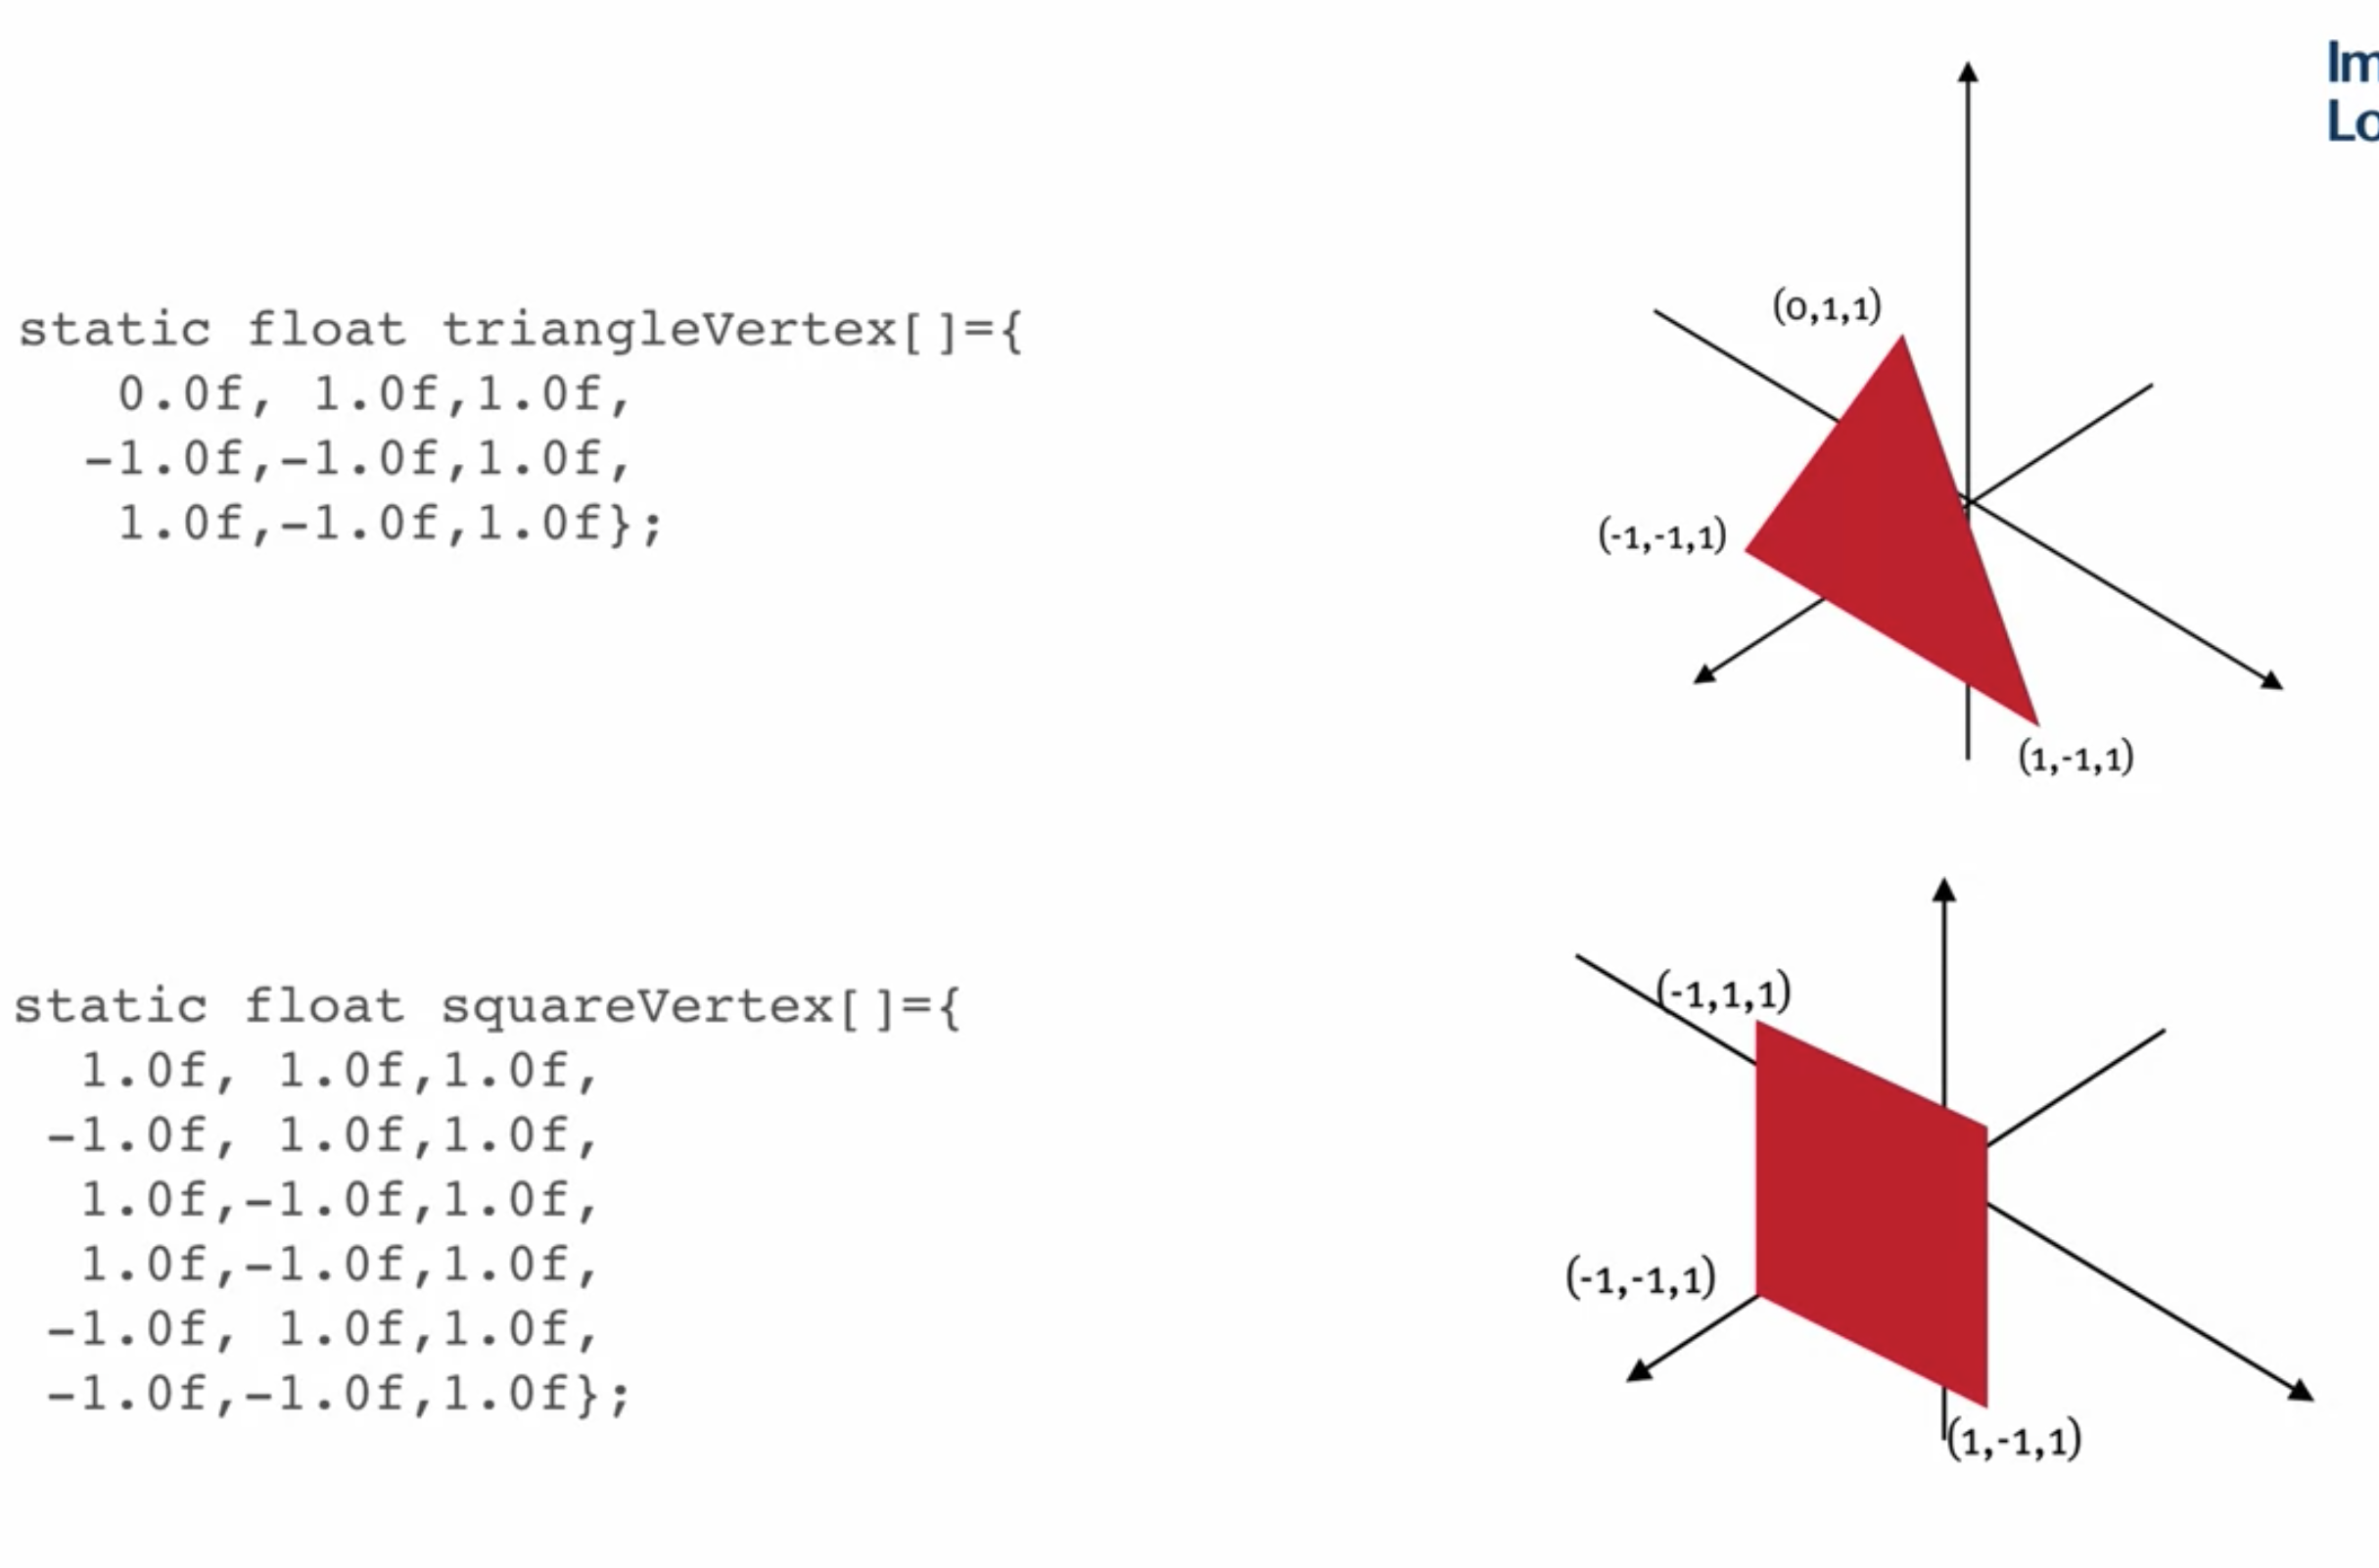 Im
Lo
static float triangleVertex[]={
0.0f, 1.0f,1.0f,
-1.0f,-1.0f,1.0f,
1.0f,-1.0f,1.0f};
(0,1,1)
(-1,-1,1)
(1,-1,1)
static float squareVertex[]={
1.0f, 1.0f,1.0f,
-1.0f, 1.0f,1.0f,
1.0f,-1.0f,1.0f,
1.0f,-1.0f,1.0f,
-1.0f, 1.0f,1.0f,
-1.0f,-1.0f,1.0f};
(-1,1,1)
(-1,-1,1)
(1,-1,1)